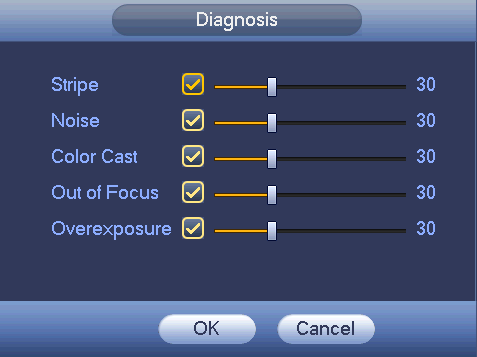 Diagnosis
Stripe 30
Noise 30
Color Cast 30
Out of Focus 30
Overexposure 30
OK Cancel